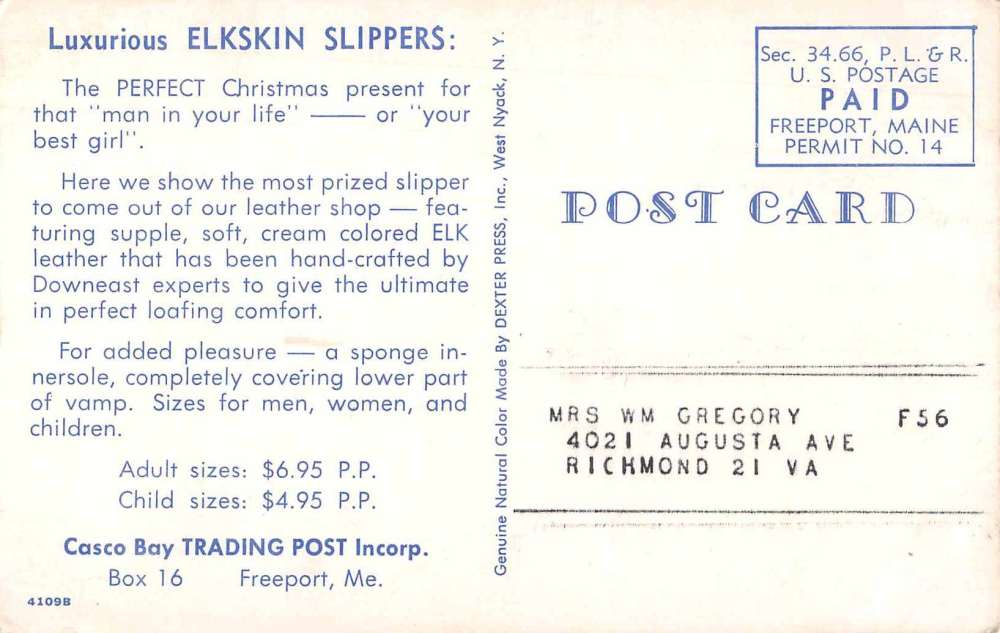 Luxurious ELKSKIN SLIPPERS:
The PERFECT Christmas present for
that "man in your life" — or "your
best girl".
Here we show the most prized slipper
to come out of our leather shop — fea-
turing supple, soft, cream colored ELK
leather that has been hand-crafted by
Downeast experts to give the ultimate
in perfect loafing comfort.
For added pleasure — a sponge in-
nersole, completely covering lower part
of vamp. Sizes for men, women, and
children.
Adult sizes: $6.95 P.P.
Child sizes: $4.95 P.P.
Casco Bay TRADING POST Incorp.
Box 16 Freeport, Me.
4109B
Genuine Natural Color Made By DEXTER PRESS, Inc., West Nyack, N. Y.
Sec. 34.66, P. L. & R.
U. S. POSTAGE
PAID
FREEPORT, MAINE
PERMIT NO. 14
POST CARD
MRS WM GREGORY F56
4021 AUGUSTA AVE
RICHMOND 21 VA